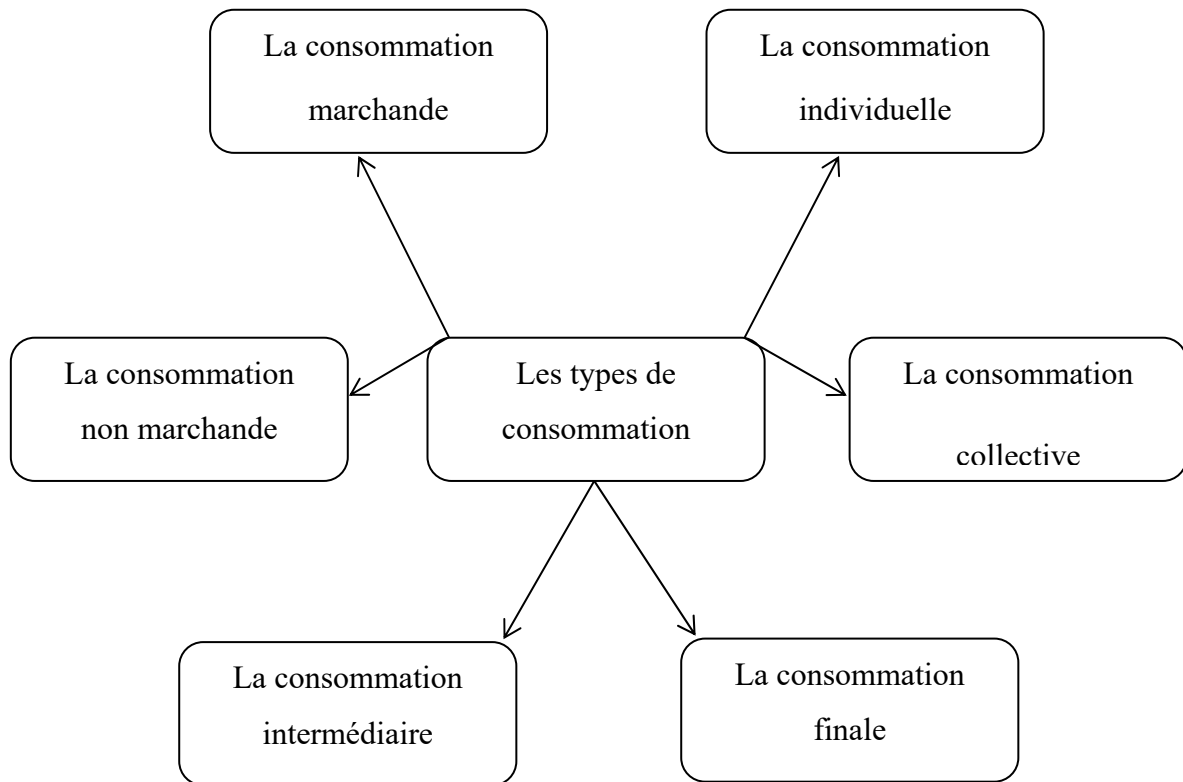 La consommation
marchande
La consommation
individuelle
La consommation
non marchande
Les types de
consommation
La consommation
collective
La consommation
intermédiaire
La consommation
finale